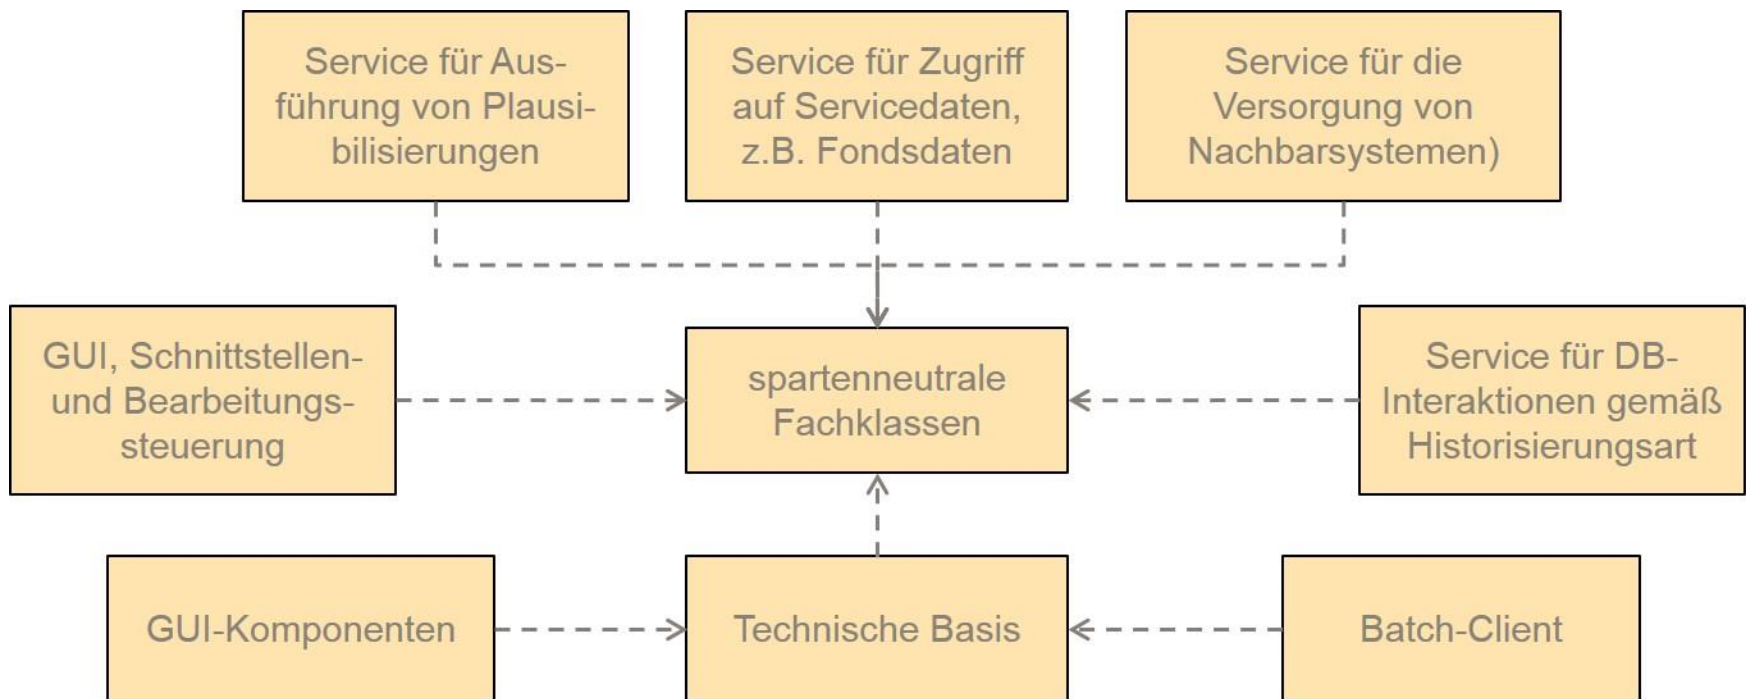 Service für Aus-
führung von Plausi-
bilisierungen
Service für Zugriff
auf Servicedaten,
z.B. Fondsdaten
Service für die
Versorgung von
Nachbarsystemen)
GUI, Schnittstellen-
und Bearbeitungs-
steuerung
spartenneutrale
Fachklassen
Service für DB-
Interaktionen gemäß
Historisierungsart
GUI-Komponenten
Technische Basis
Batch-Client